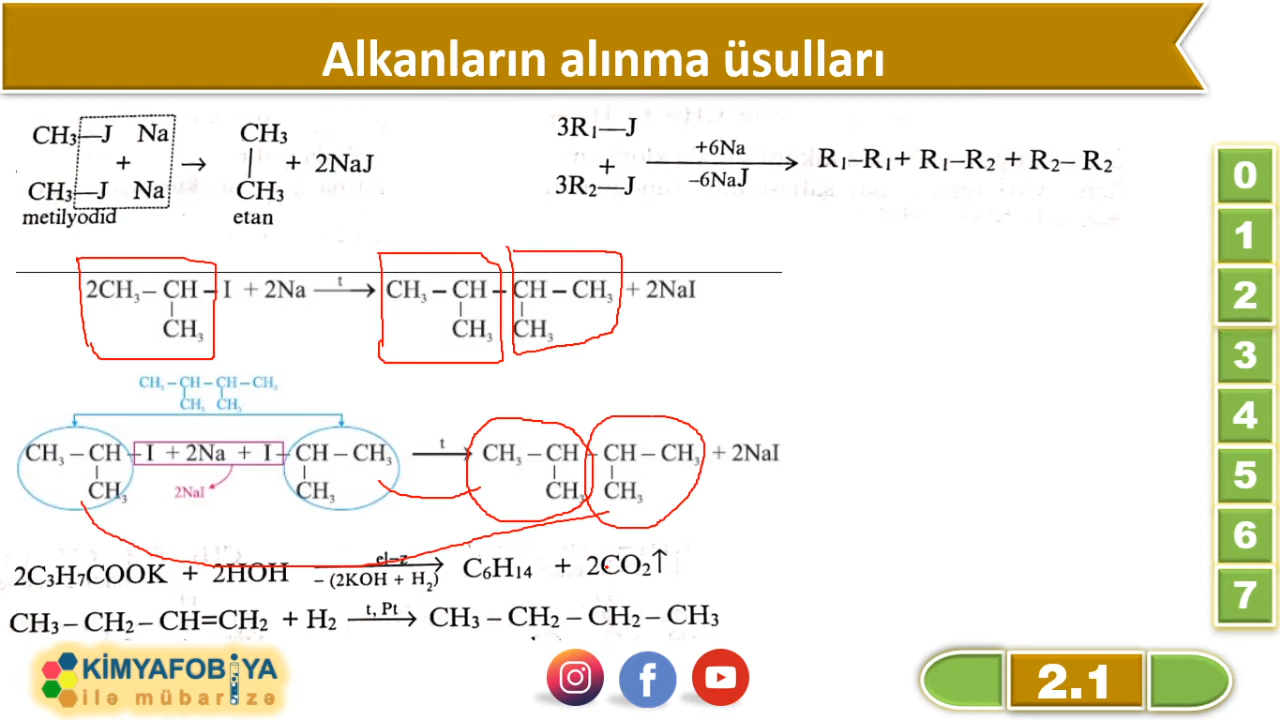 Alkanların alınma üsulları
CH₃—J Na CH₃
+ → | + 2NaJ
CH₃—J Na CH₃
metilyodid etan
3R₁—J
+ +6Na → −6NaJ R₁–R₁ + R₁–R₂ + R₂–R₂
3R₂—J
2CH₃ – CH – I + 2Na t → CH₃ – CH – CH – CH₃ + 2NaI
CH₃ CH₃ CH₃
CH₃ – CH – CH – CH₃
CH₃ CH₃
CH₃ – CH – I + 2Na + I – CH – CH₃ t → CH₃ – CH – CH – CH₃ + 2NaI
CH₃ 2NaI CH₃ CH₃ CH₃
2C₃H₇COOK + 2HOH el–z → – (2KOH + H₂) C₆H₁₄ + 2CO₂↑
CH₃ – CH₂ – CH=CH₂ + H₂ t, Pt → CH₃ – CH₂ – CH₂ – CH₃
0
1
2
3
4
5
6
7
KİMYAFOBİYA
ilə mübarizə
2.1